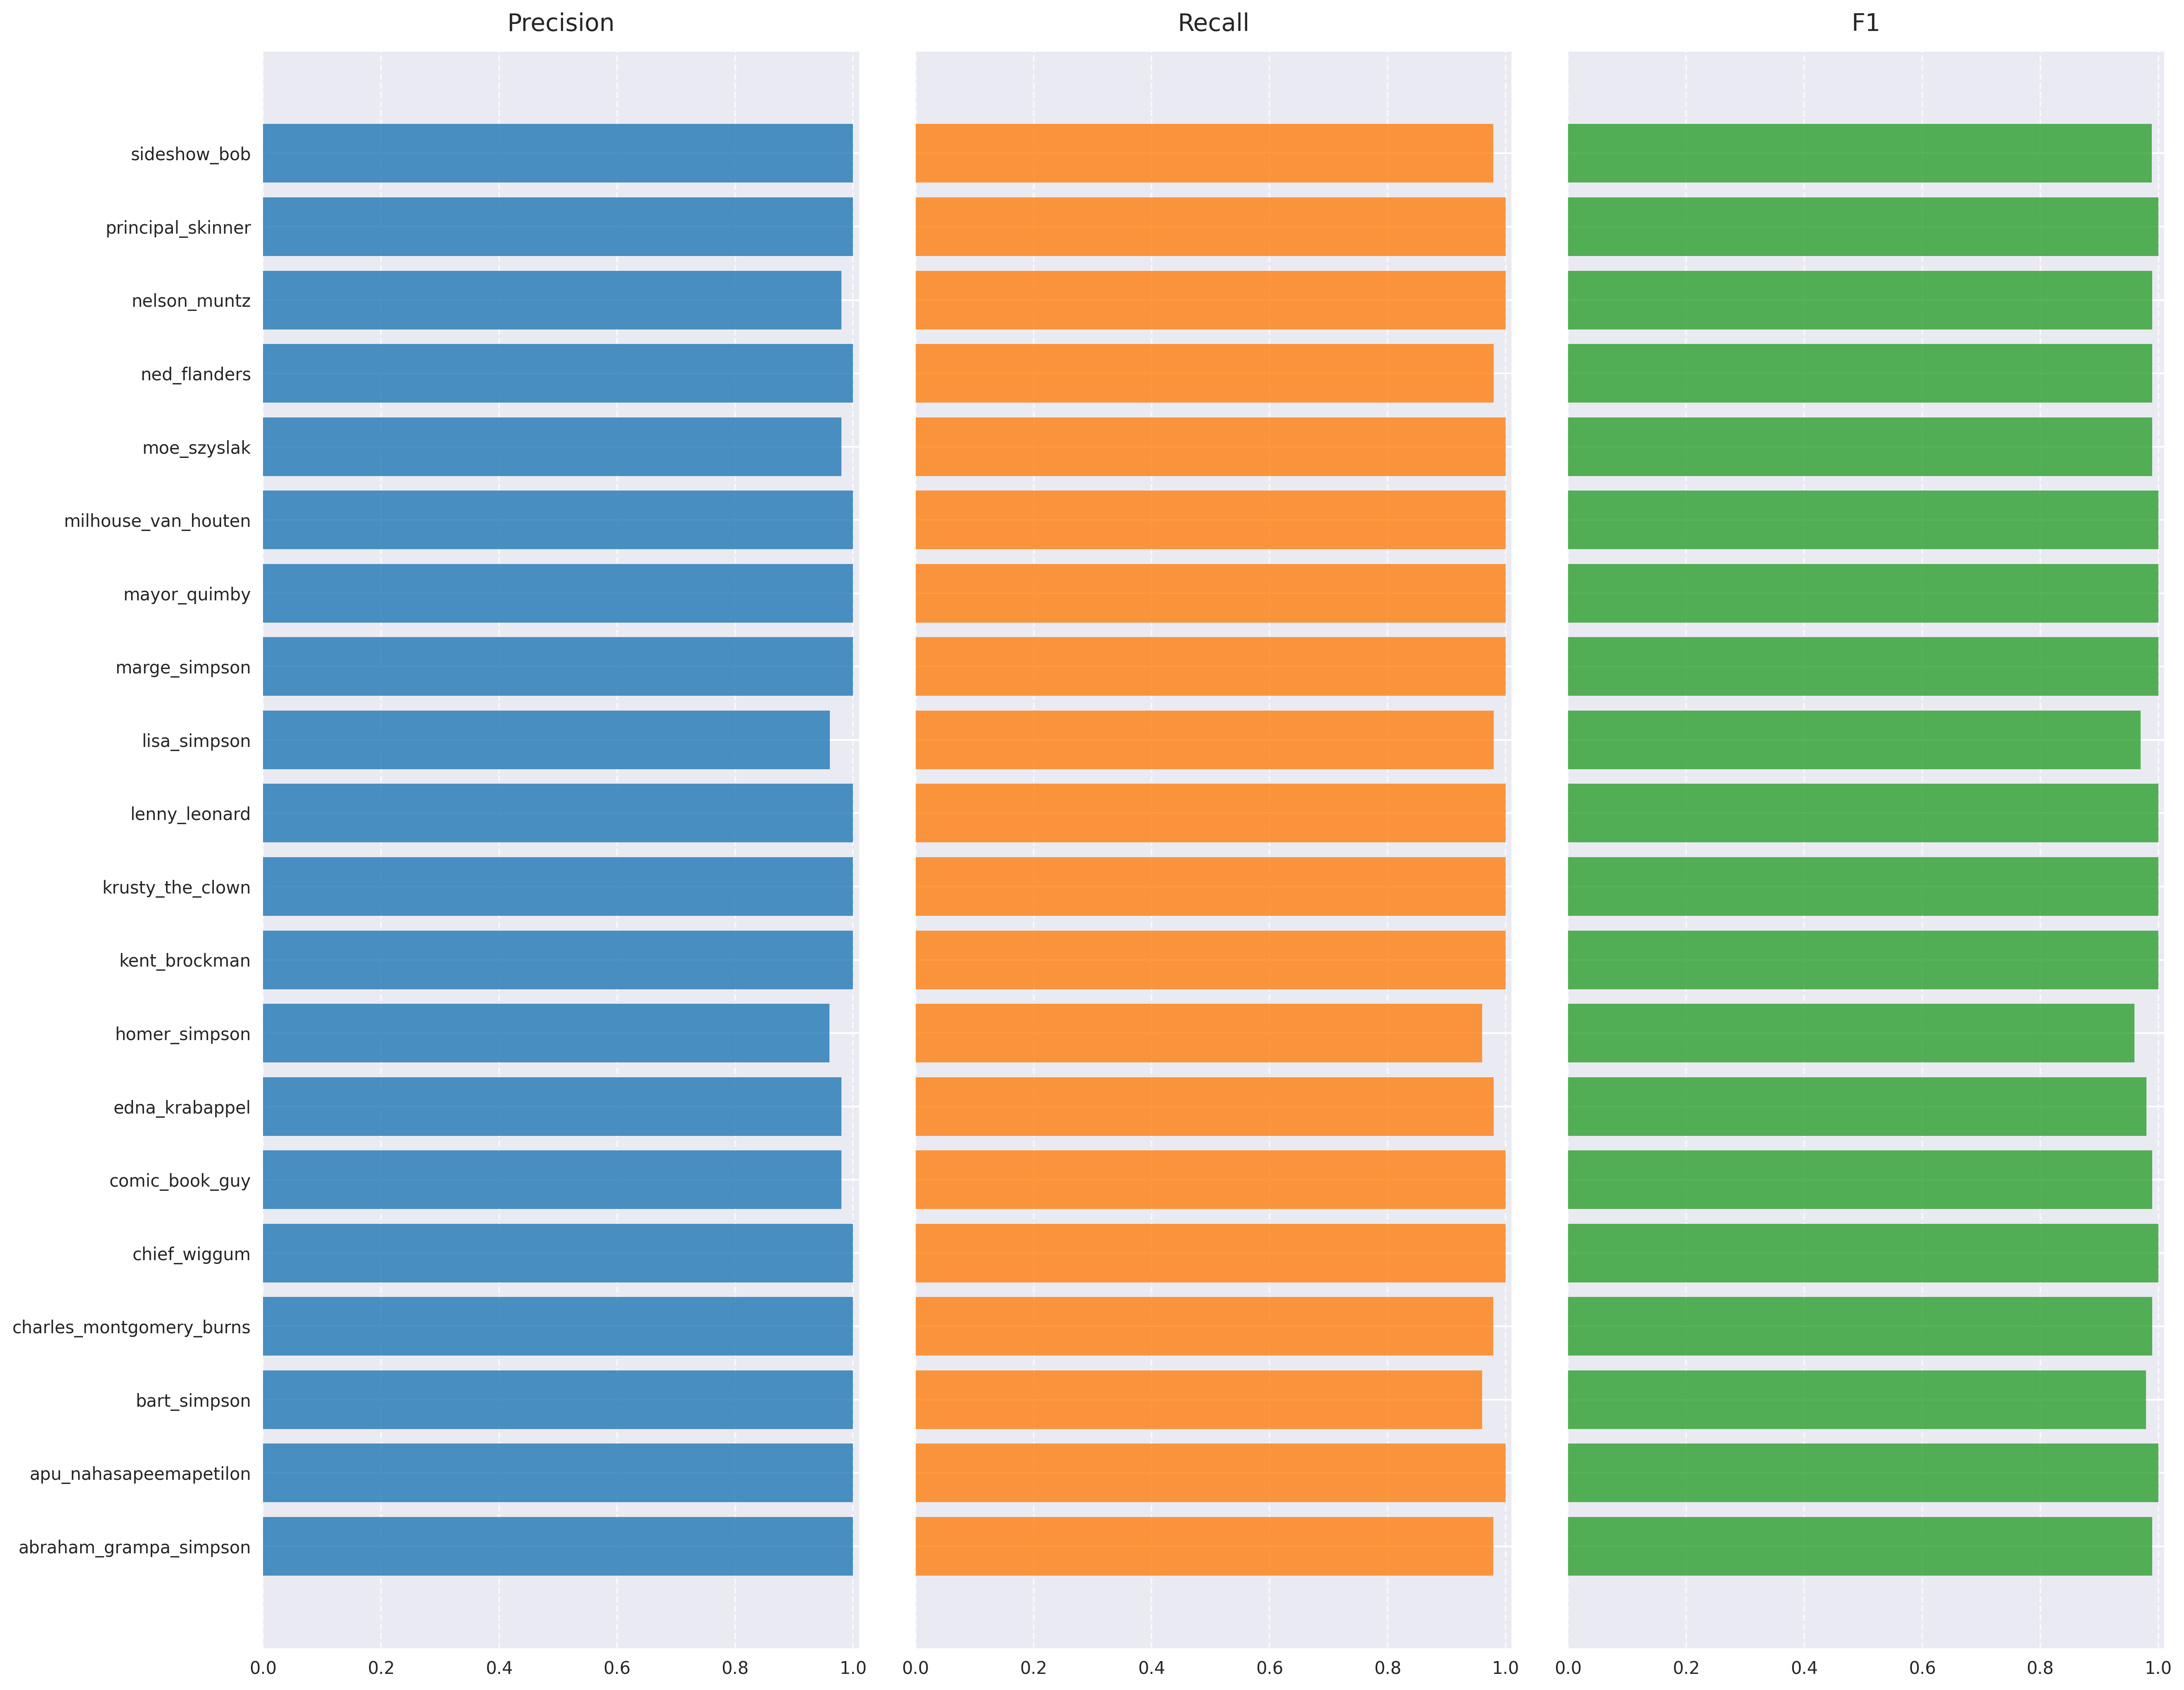 Precision
Recall
F1
sideshow_bob
principal_skinner
nelson_muntz
ned_flanders
moe_szyslak
milhouse_van_houten
mayor_quimby
marge_simpson
lisa_simpson
lenny_leonard
krusty_the_clown
kent_brockman
homer_simpson
edna_krabappel
comic_book_guy
chief_wiggum
charles_montgomery_burns
bart_simpson
apu_nahasapeemapetilon
abraham_grampa_simpson
0.0 0.2 0.4 0.6 0.8 1.0
0.0 0.2 0.4 0.6 0.8 1.0
0.0 0.2 0.4 0.6 0.8 1.0